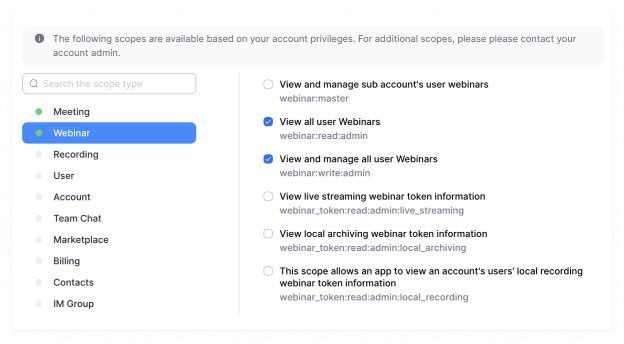 The following scopes are available based on your account privileges. For additional scopes, please please contact your
account admin.
Search the scope type
Meeting
Webinar
Recording
User
Account
Team Chat
Marketplace
Billing
Contacts
IM Group
View and manage sub account's user webinars
webinar:master
View all user Webinars
webinar:read:admin
View and manage all user Webinars
webinar:write:admin
View live streaming webinar token information
webinar_token:read:admin:live_streaming
View local archiving webinar token information
webinar_token:read:admin:local_archiving
This scope allows an app to view an account's users' local recording
webinar token information
webinar_token:read:admin:local_recording